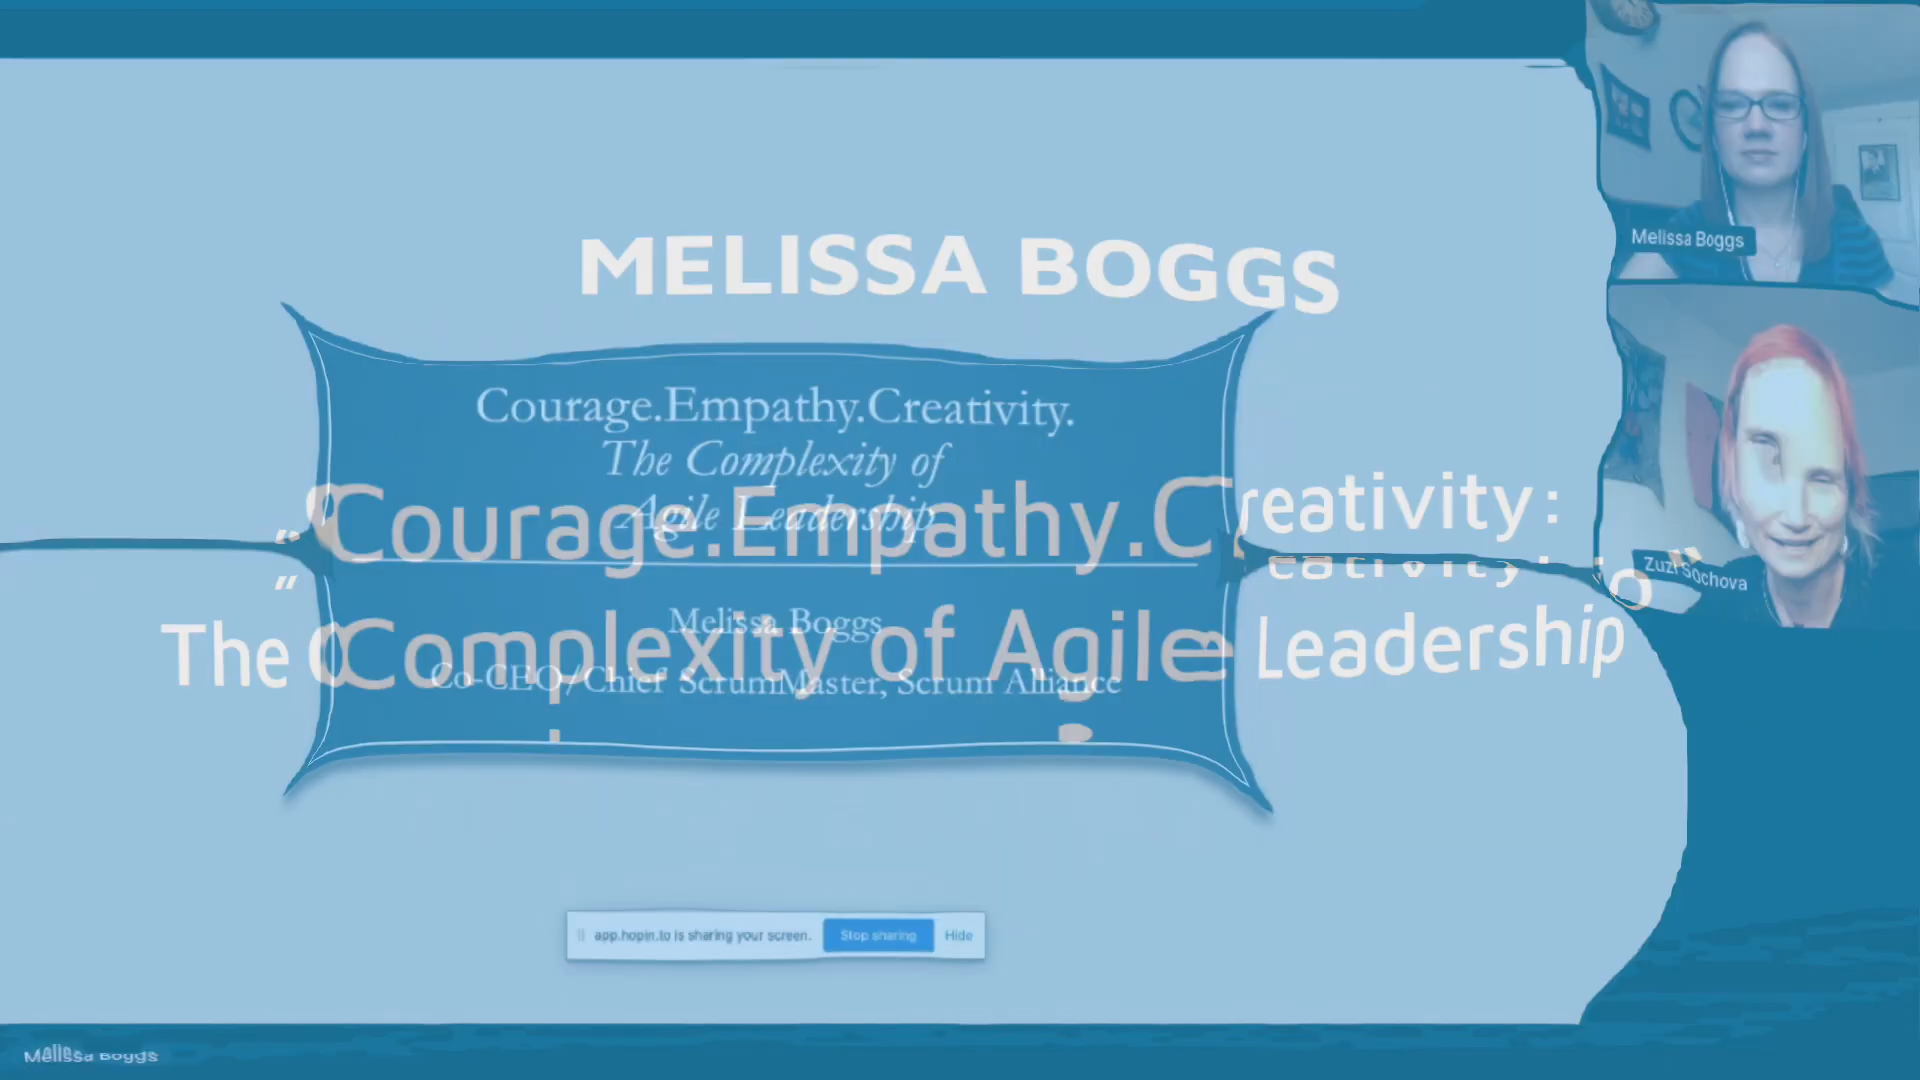 MELISSA BOGGS
Courage.Empathy.Creativity.
The Complexity of
Agile Leadership
"Courage.Empathy.Creativity:
The Complexity of Agile Leadership"
Melissa Boggs
Co-CEO/Chief ScrumMaster, Scrum Alliance
app.hopin.to is sharing your screen.
Stop sharing
Hide
Melissa Boggs
Zuzi Sochova
Melissa Boggs